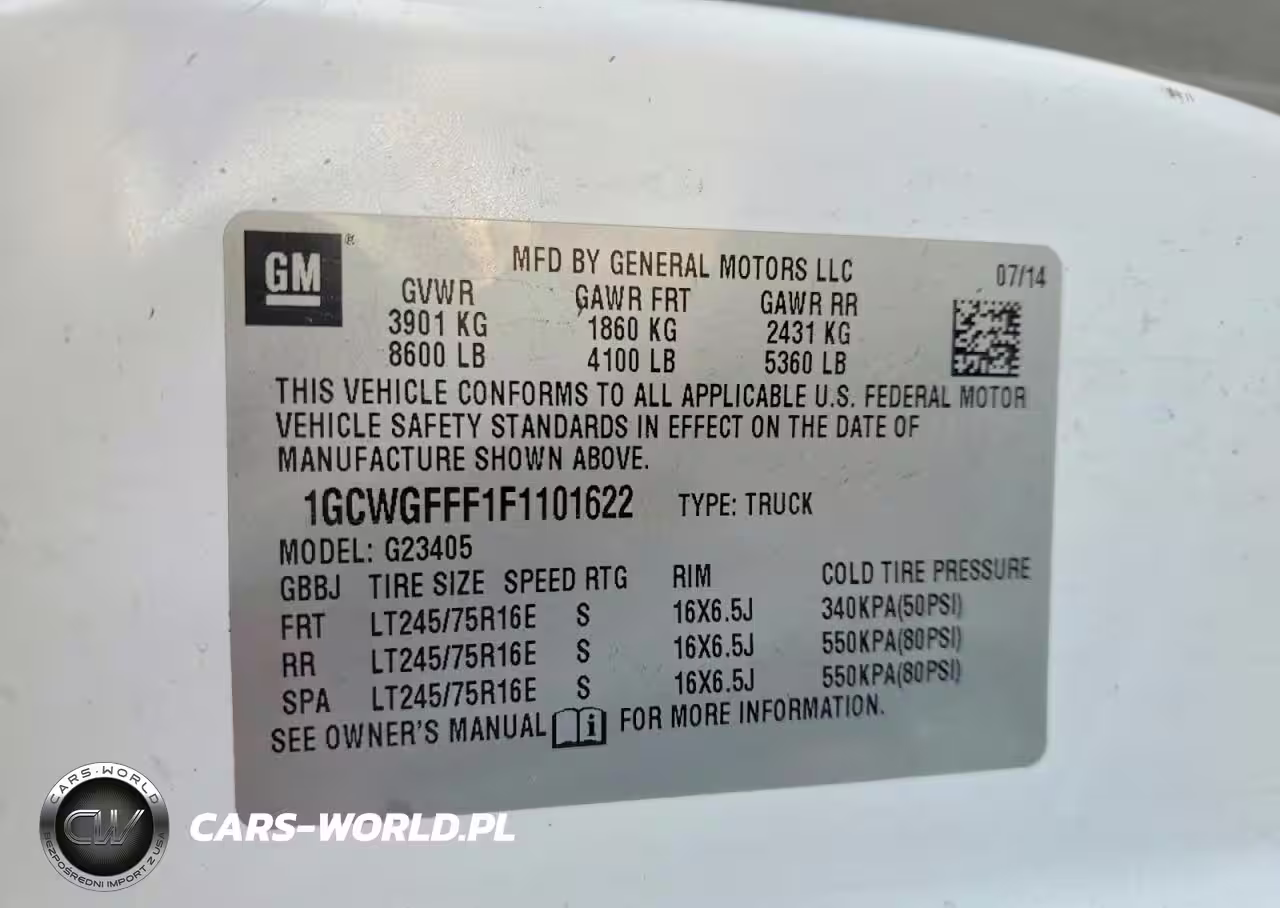 GM ®
MFD BY GENERAL MOTORS LLC 07/14
GVWR GAWR FRT GAWR RR
3901 KG 1860 KG 2431 KG
8600 LB 4100 LB 5360 LB
THIS VEHICLE CONFORMS TO ALL APPLICABLE U.S. FEDERAL MOTOR
VEHICLE SAFETY STANDARDS IN EFFECT ON THE DATE OF
MANUFACTURE SHOWN ABOVE.
1GCWGFFF1F1101622 TYPE: TRUCK
MODEL: G23405
GBBJ TIRE SIZE SPEED RTG RIM COLD TIRE PRESSURE
FRT LT245/75R16E S 16X6.5J 340KPA(50PSI)
RR LT245/75R16E S 16X6.5J 550KPA(80PSI)
SPA LT245/75R16E S 16X6.5J 550KPA(80PSI)
SEE OWNER'S MANUAL i FOR MORE INFORMATION.
CARS-WORLD
CW
BEZPOŚREDNI IMPORT Z USA
CARS-WORLD.PL